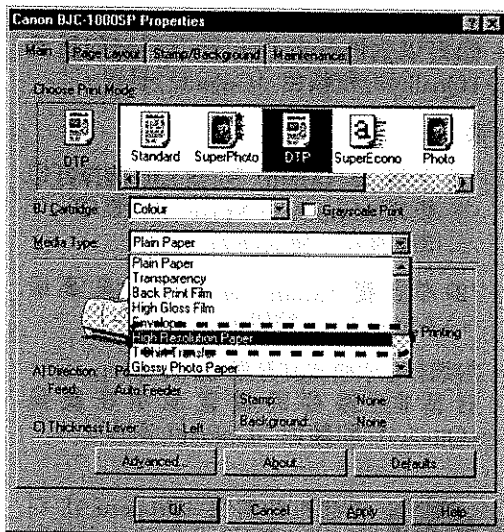 Canon BJC-1000SP Properties
Main Page Layout Stamp/Background Maintenance
Choose Print Mode
DTP Standard SuperPhoto DTP SuperEcono Photo
BJ Cartridge: Colour Grayscale Print
Media Type: Plain Paper
Plain Paper
Transparency
Back Print Film
High Gloss Film
Envelope
High Resolution Paper Printing
T-Shirt Transfer
Glossy Photo Paper
A) Direction:
Feed: Auto Feeder
Stamp: None
Background: None
C) Thickness Lever: Left
Advanced... About... Defaults
OK Cancel Apply Help